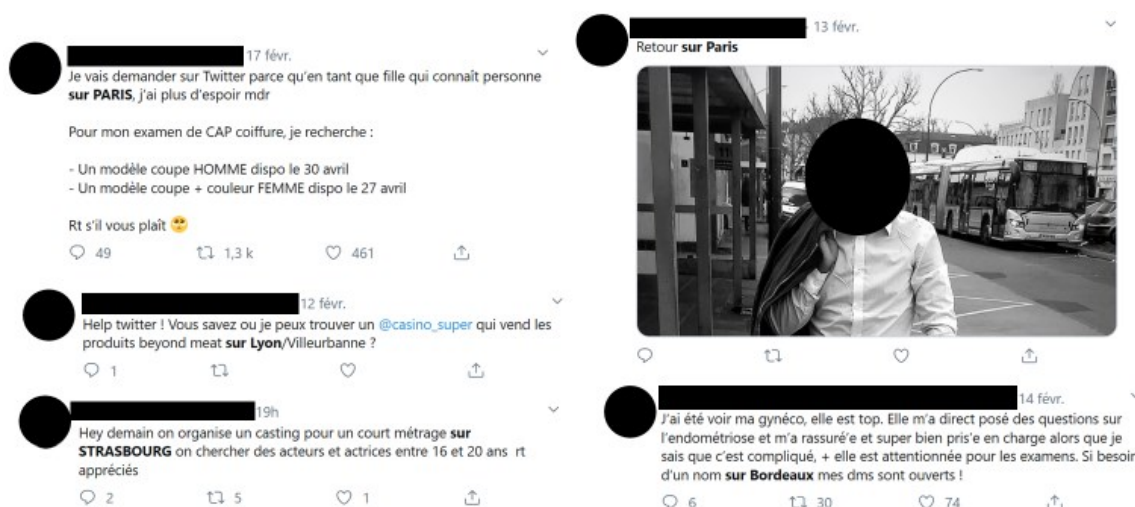 17 févr.
Je vais demander sur Twitter parce qu'en tant que fille qui connaît personne
sur PARIS, j'ai plus d'espoir mdr
Pour mon examen de CAP coiffure, je recherche :
- Un modèle coupe HOMME dispo le 30 avril
- Un modèle coupe + couleur FEMME dispo le 27 avril
Rt s'il vous plaît 🥺
49 1,3 k 461
12 févr.
Help twitter ! Vous savez ou je peux trouver un @casino_super qui vend les
produits beyond meat sur Lyon/Villeurbanne ?
1
19h
Hey demain on organise un casting pour un court métrage sur
STRASBOURG on chercher des acteurs et actrices entre 16 et 20 ans rt
appréciés
2 5 1
· 13 févr.
Retour sur Paris
14 févr.
J'ai été voir ma gynéco, elle est top. Elle m'a direct posé des questions sur
l'endométriose et m'a rassuré'e et super bien pris'e en charge alors que je
sais que c'est compliqué, + elle est attentionnée pour les examens. Si besoin
d'un nom sur Bordeaux mes dms sont ouverts !
6 30 74